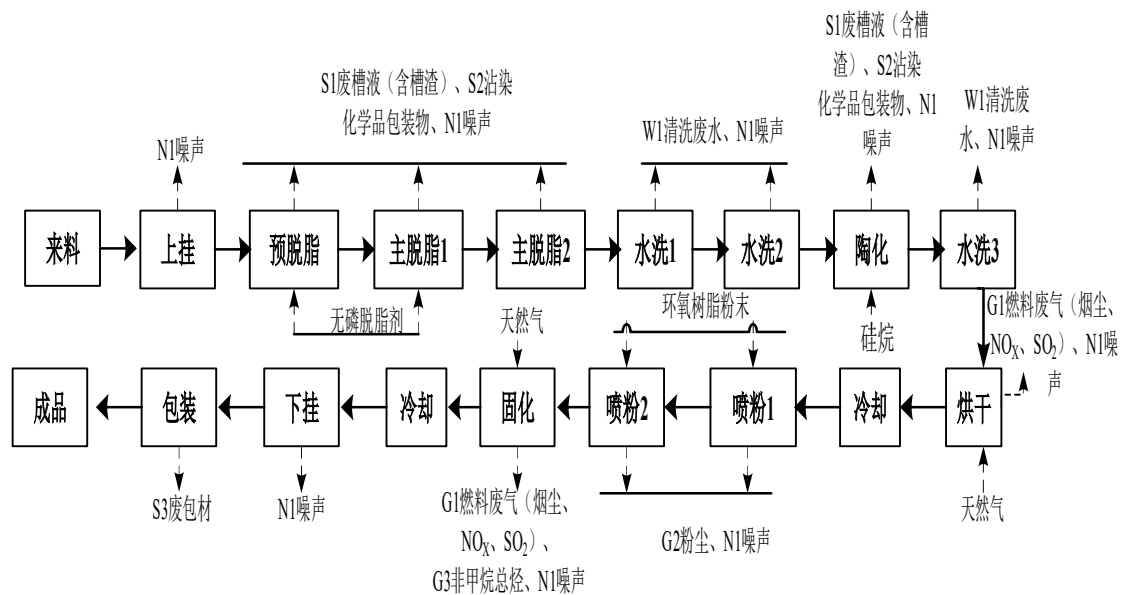 S1废槽液（含槽
渣）、S2沾染
化学品包装物、N1
噪声
S1废槽液（含槽渣）、S2沾染
化学品包装物、N1噪声
W1清洗废
水、N1噪声
W1清洗废水、N1噪声
N1噪声
来料
上挂
预脱脂
主脱脂1
主脱脂2
水洗1
水洗2
陶化
水洗3
无磷脱脂剂
天然气
环氧树脂粉末
硅烷
G1燃料废气（烟尘、
NOX、SO2）、N1噪
声
成品
包装
下挂
冷却
固化
喷粉2
喷粉1
冷却
烘干
S3废包材
N1噪声
G1燃料废气（烟尘、
NOX、SO2）、
G3非甲烷总烃、N1噪声
G2粉尘、N1噪声
天然气